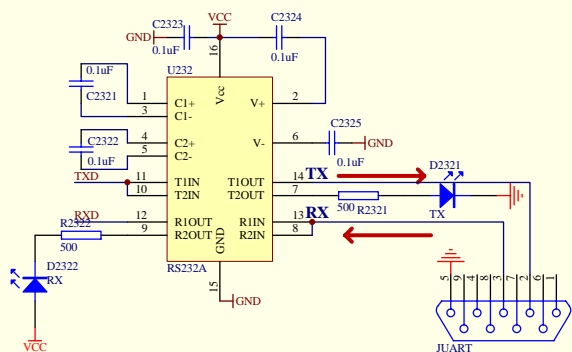 VCC
C2323
C2324
GND
0.1uF
0.1uF
16
0.1uF
U232
C2321
1
C1+
Vcc
V+
2
3
C1-
C2325
C2322
4
C2+
V-
6
GND
5
C2-
0.1uF
0.1uF
TXD
11
T1IN
T1OUT
14
TX
D2321
10
T2IN
T2OUT
7
500
R2321
TX
RXD
12
R1OUT
R1IN
13
RX
R2322
9
R2OUT
GND
R2IN
8
500
D2322
RS232A
RX
15
GND
VCC
5
9
4
8
3
7
2
6
1
JUART